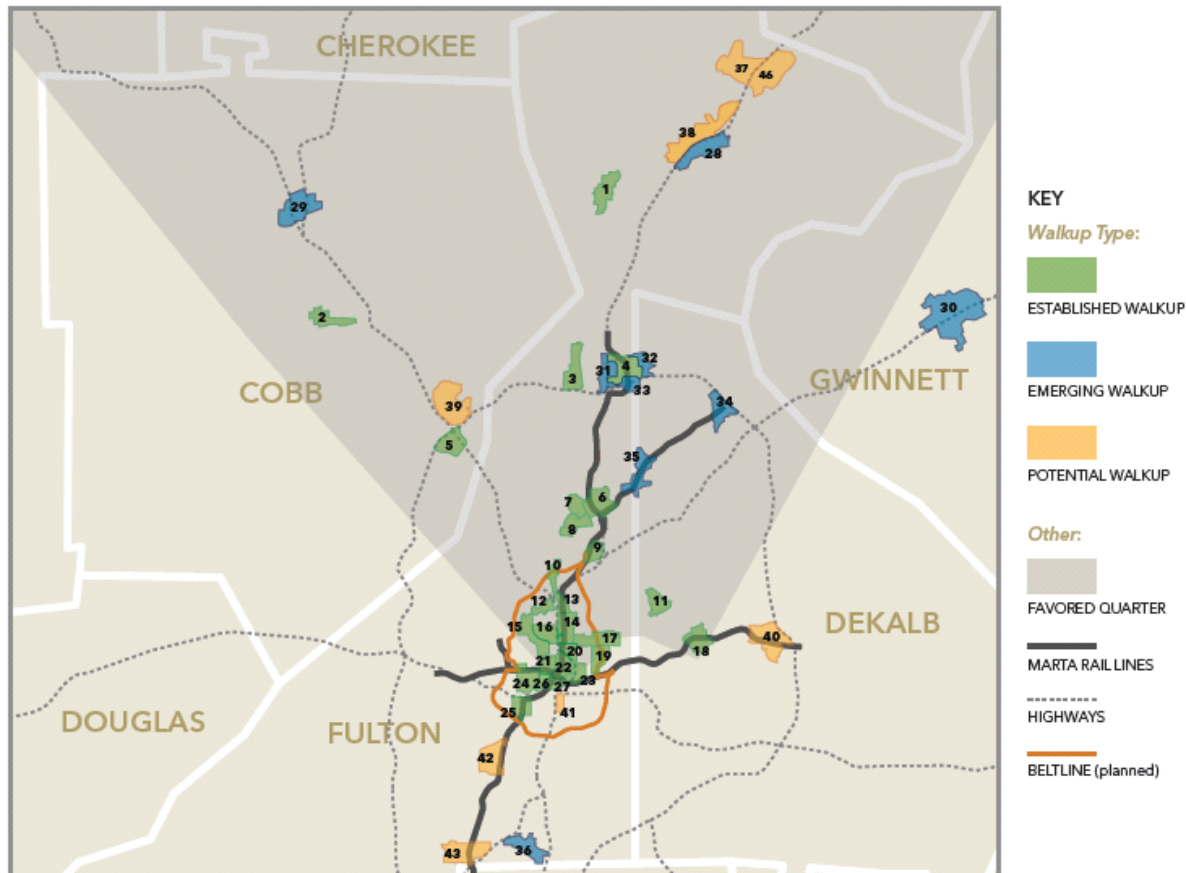 CHEROKEE
37
46
38
28
1
29
2
30
32
31
4
33
3
GWINNETT
COBB
39
34
5
35
6
7
8
9
10
11
12
13
14
15
16
17
DEKALB
40
18
19
20
21
22
23
24
26
27
25
41
DOUGLAS
FULTON
42
43
36
KEY
Walkup Type:
ESTABLISHED WALKUP
EMERGING WALKUP
POTENTIAL WALKUP
Other:
FAVORED QUARTER
MARTA RAIL LINES
HIGHWAYS
BELTLINE (planned)